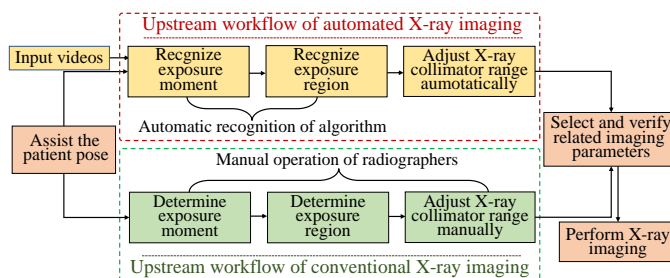 Upstream workflow of automated X-ray imaging
Input videos
Recgnize
exposure
moment
Recgnize
exposure
region
Adjust X-ray
collimator range
aumotatically
Automatic recognition of algorithm
Assist the
patient pose
Select and verify
related imaging
parameters
Manual operation of radiographers
Determine
exposure
moment
Determine
exposure
region
Adjust X-ray
collimator range
manually
Perform X-ray
imaging
Upstream workflow of conventional X-ray imaging